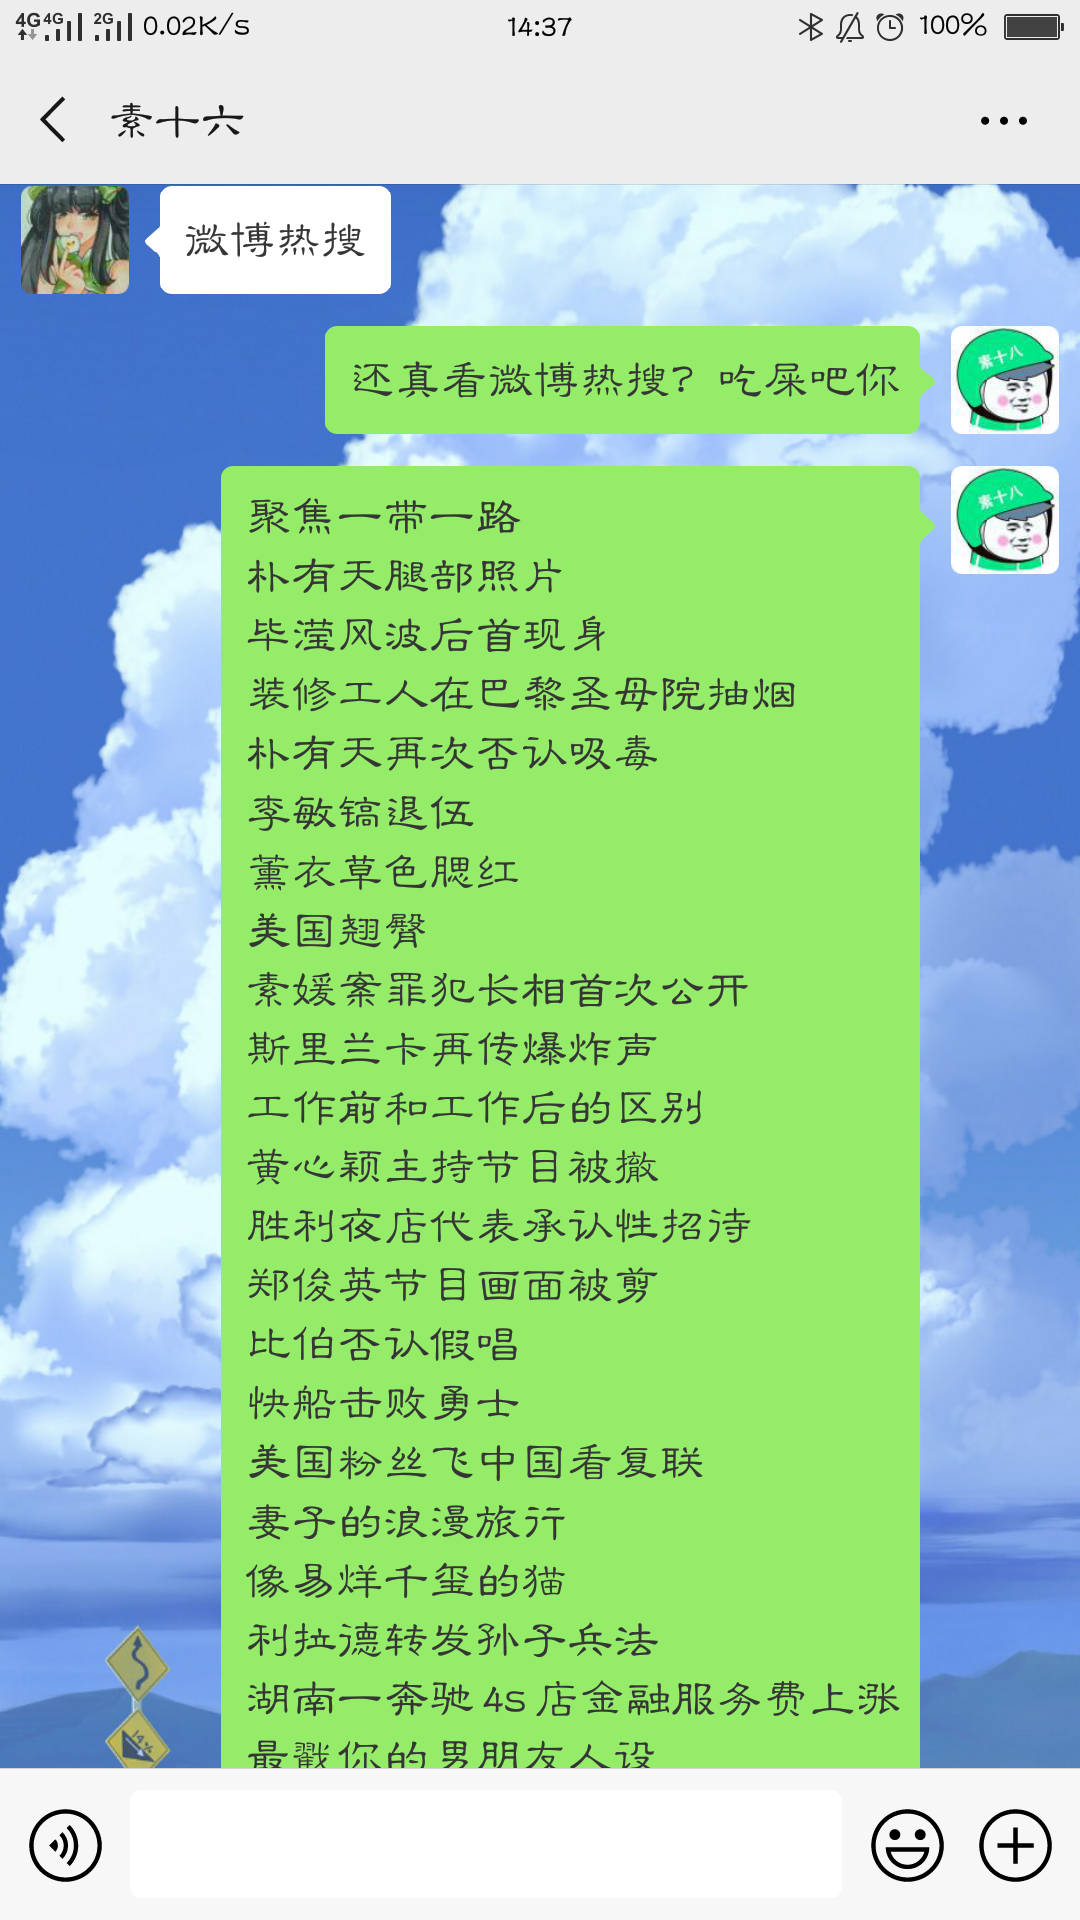 4G 4G 2G 0.02K/s 14:37 100%
素十六
微博热搜
还真看微博热搜？吃屎吧你
素十八
素十八
聚焦一带一路
朴有天腿部照片
毕滢风波后首现身
装修工人在巴黎圣母院抽烟
朴有天再次否认吸毒
李敏镐退伍
薰衣草色腮红
美国翘臀
素媛案罪犯长相首次公开
斯里兰卡再传爆炸声
工作前和工作后的区别
黄心颖主持节目被撤
胜利夜店代表承认性招待
郑俊英节目画面被剪
比伯否认假唱
快船击败勇士
美国粉丝飞中国看复联
妻子的浪漫旅行
像易烊千玺的猫
利拉德转发孙子兵法
湖南一奔驰4s店金融服务费上涨
最戳你的男朋友人设
14%